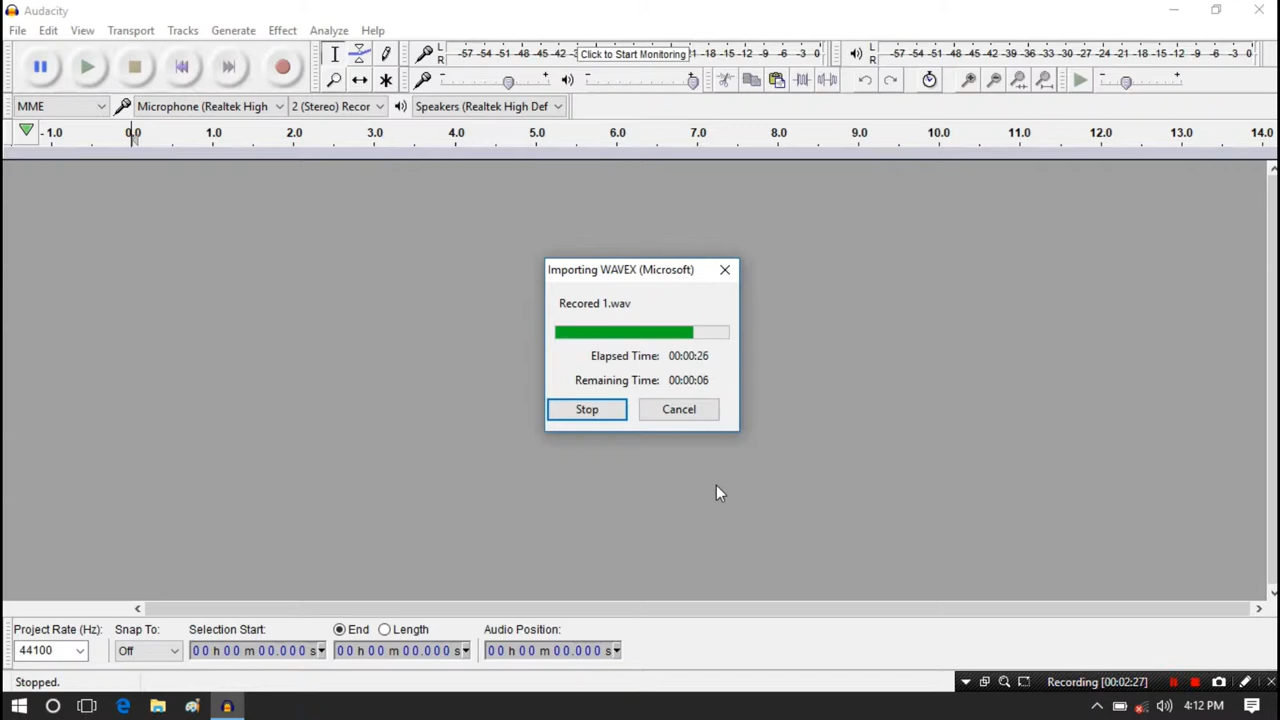 Audacity
File Edit View Transport Tracks Generate Effect Analyze Help
L R -57 -54 -51 -48 -45 -42 - Click to Start Monitoring -21 -18 -15 -12 -9 -6 -3 0 L R -57 -54 -51 -48 -45 -42 -39 -36 -33 -30 -27 -24 -21 -18 -15 -12 -9 -6 -3 0
MME Microphone (Realtek High 2 (Stereo) Recor Speakers (Realtek High Def
- 1.0 0.0 1.0 2.0 3.0 4.0 5.0 6.0 7.0 8.0 9.0 10.0 11.0 12.0 13.0 14.0
Importing WAVEX (Microsoft)
Recored 1.wav
Elapsed Time: 00:00:26
Remaining Time: 00:00:06
Stop Cancel
Project Rate (Hz): Snap To: Selection Start: End Length Audio Position:
44100 Off 00 h 00 m 00.000 s 00 h 00 m 00.000 s 00 h 00 m 00.000 s
Stopped. Recording [00:02:27]
4:12 PM